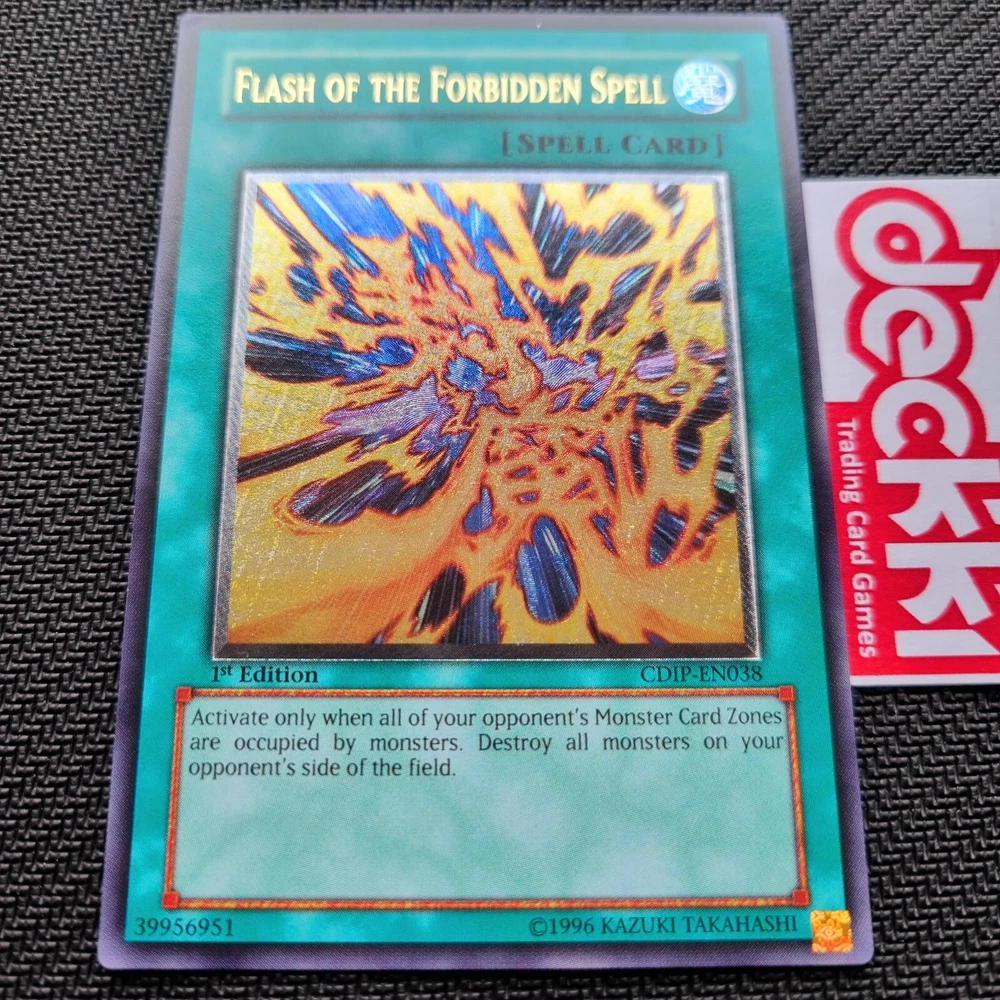 FLASH OF THE FORBIDDEN SPELL 魔
[SPELL CARD]
1st Edition CDIP-EN038
Activate only when all of your opponent's Monster Card Zones
are occupied by monsters. Destroy all monsters on your
opponent's side of the field.
39956951 ©1996 KAZUKI TAKAHASHI
deckki
Trading Card Games